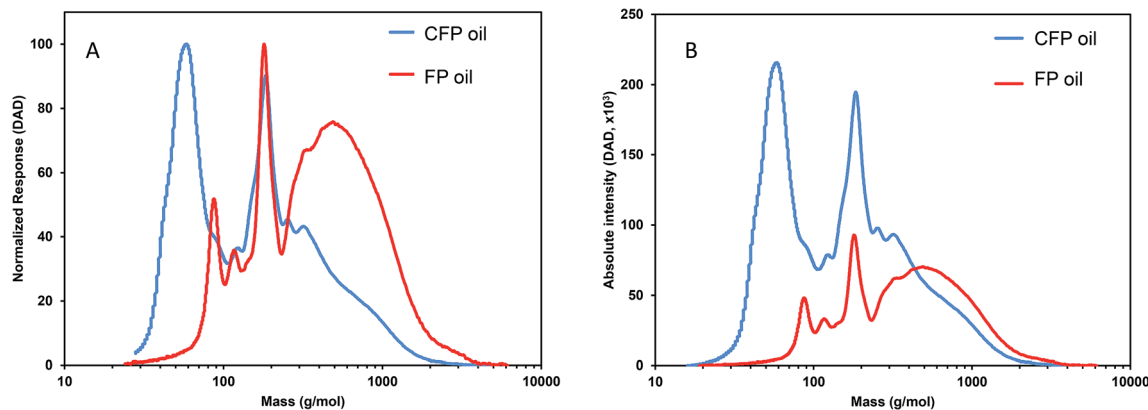 A
CFP oil
FP oil
100
80
60
40
20
0
10
100
1000
10000
Normalized Response (DAD)
Mass (g/mol)
B
CFP oil
FP oil
250
200
150
100
50
0
10
100
1000
10000
Absolute intensity (DAD, x10³)
Mass (g/mol)